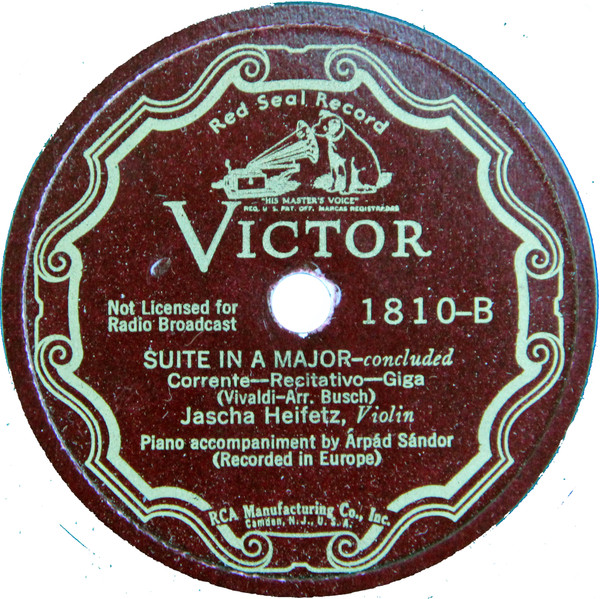 Red Seal Record
"HIS MASTER'S VOICE"
REG. U. S. PAT. OFF. MARCAS REGISTRADAS
VICTOR
Not Licensed for
Radio Broadcast
1810-B
SUITE IN A MAJOR-concluded
Corrente--Recitativo-Giga
(Vivaldi-Arr. Busch)
Jascha Heifetz, Violin
Piano accompaniment by Árpád Sándor
(Recorded in Europe)
RCA Manufacturing Co., Inc.
Camden, N. J., U. S. A.